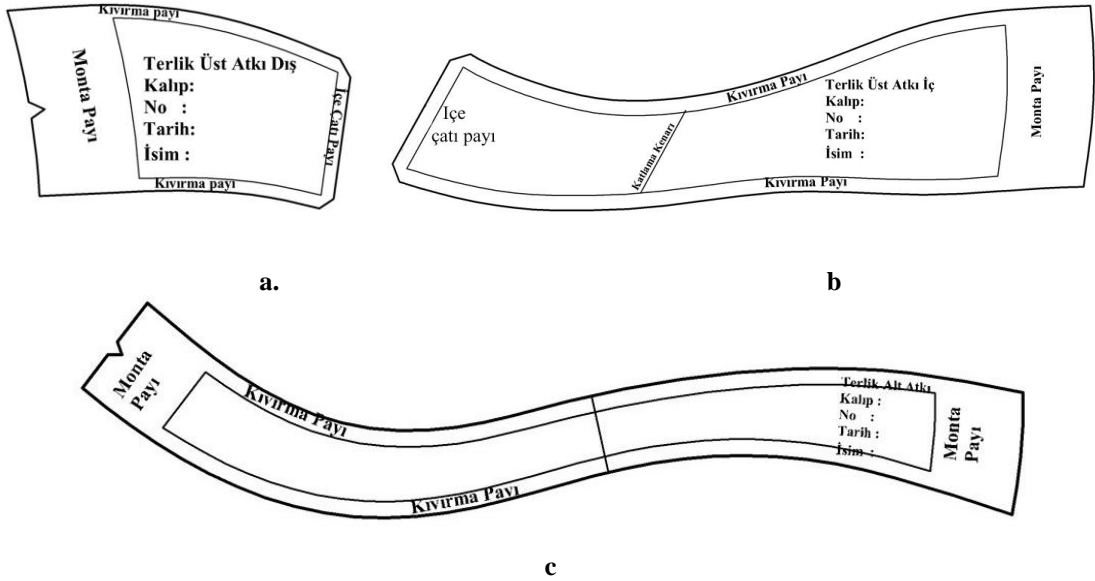 Kıvırma payı
Monta Payı
Terlik Üst Atkı Dış
Kalıp:
No :
Tarih:
İsim :
İçe Çatı Payı
Kıvırma payı
a.
Içe
çatı payı
Katlama Kenarı
Kıvırma Payı
Terlik Üst Atkı İç
Kalıp:
No :
Tarih:
İsim :
Monta Payı
Kıvırma Payı
b
Monta
Payı
Kıvırma Payı
Kıvırma Payı
Terlik Alt Atkı
Kalıp :
No :
Tarih :
İsim :
Monta
Payı
c